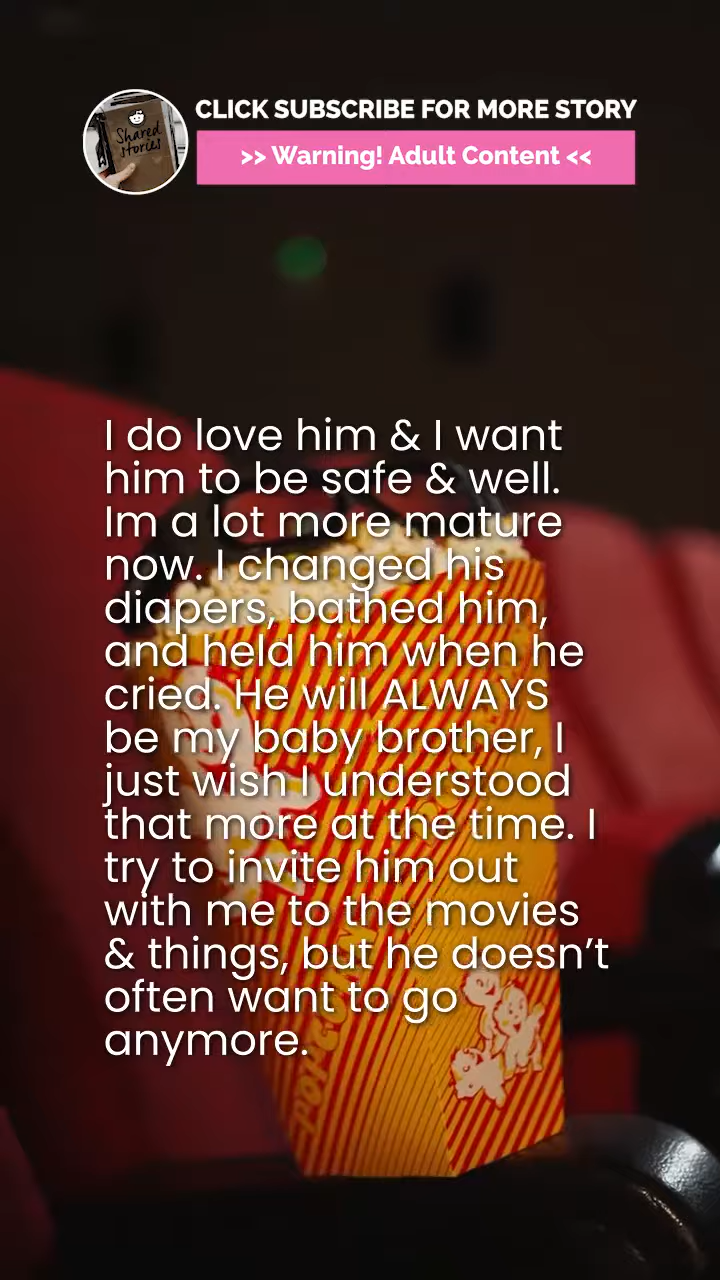 CLICK SUBSCRIBE FOR MORE STORY
Shared
stories
>> Warning! Adult Content <<
I do love him & I want
him to be safe & well.
Im a lot more mature
now. I changed his
diapers, bathed him,
and held him when he
cried. He will ALWAYS
be my baby brother, I
just wish I understood
that more at the time. I
try to invite him out
with me to the movies
& things, but he doesn’t
often want to go
anymore.
POPCORN